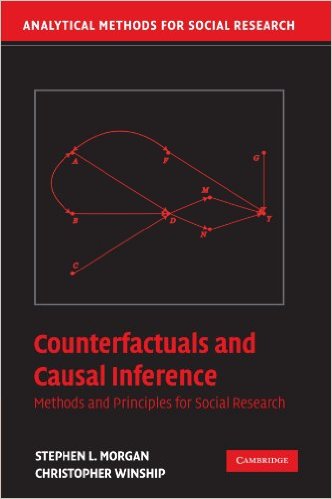 ANALYTICAL METHODS FOR SOCIAL RESEARCH
A
F
G
M
B
D
Y
N
C
Counterfactuals and
Causal Inference
Methods and Principles for Social Research
STEPHEN L. MORGAN
CHRISTOPHER WINSHIP
CAMBRIDGE